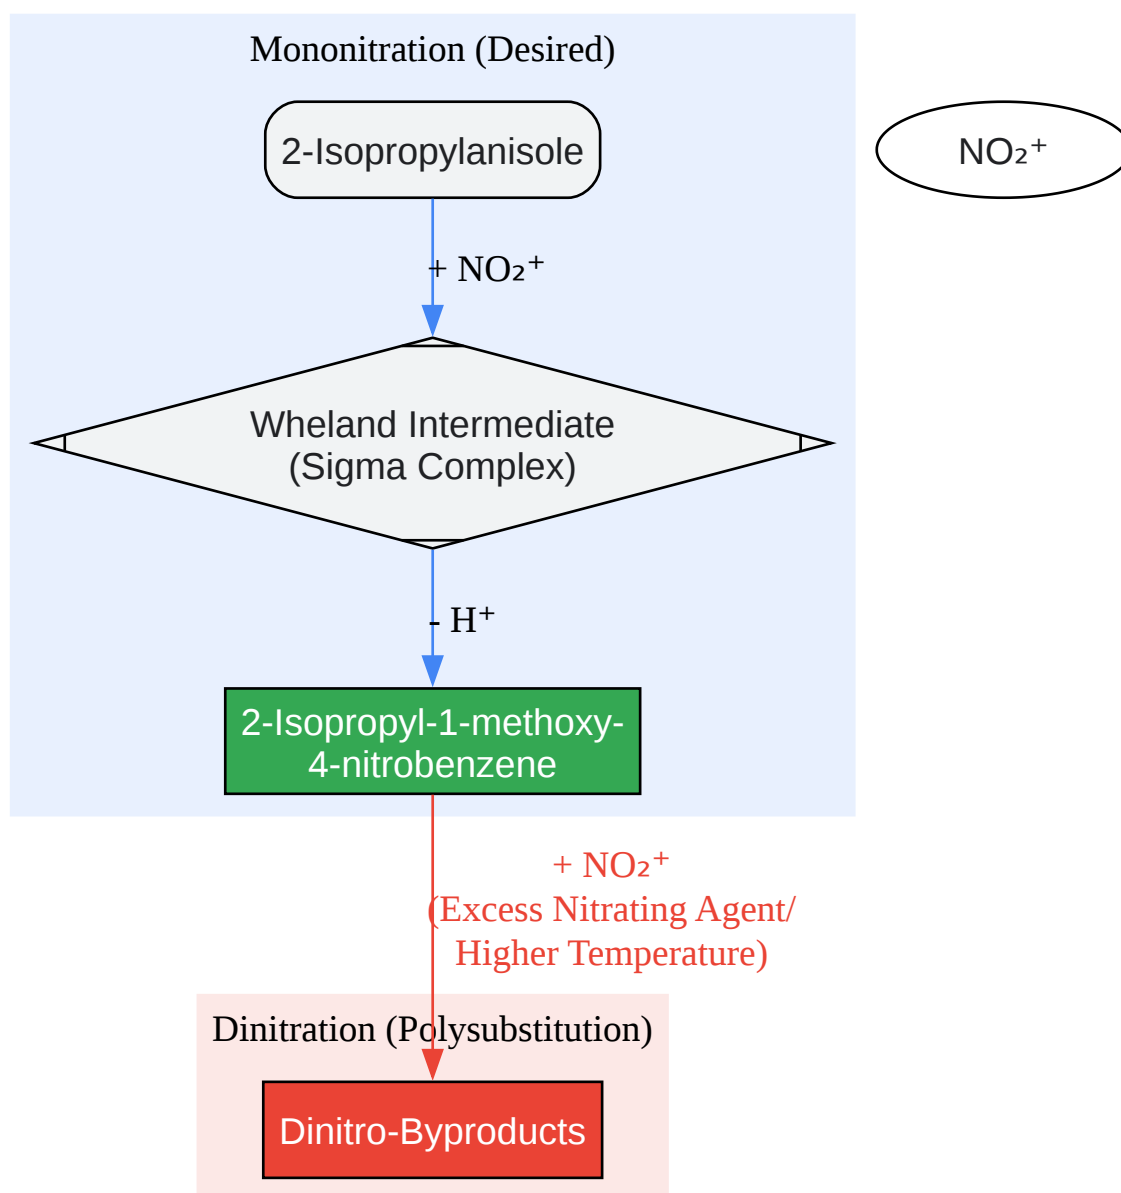 Mononitration (Desired)
2-Isopropylanisole
NO₂⁺
+ NO₂⁺
Wheland Intermediate
(Sigma Complex)
- H⁺
2-Isopropyl-1-methoxy-
4-nitrobenzene
+ NO₂⁺
(Excess Nitrating Agent/
Higher Temperature)
Dinitration (Polysubstitution)
Dinitro-Byproducts